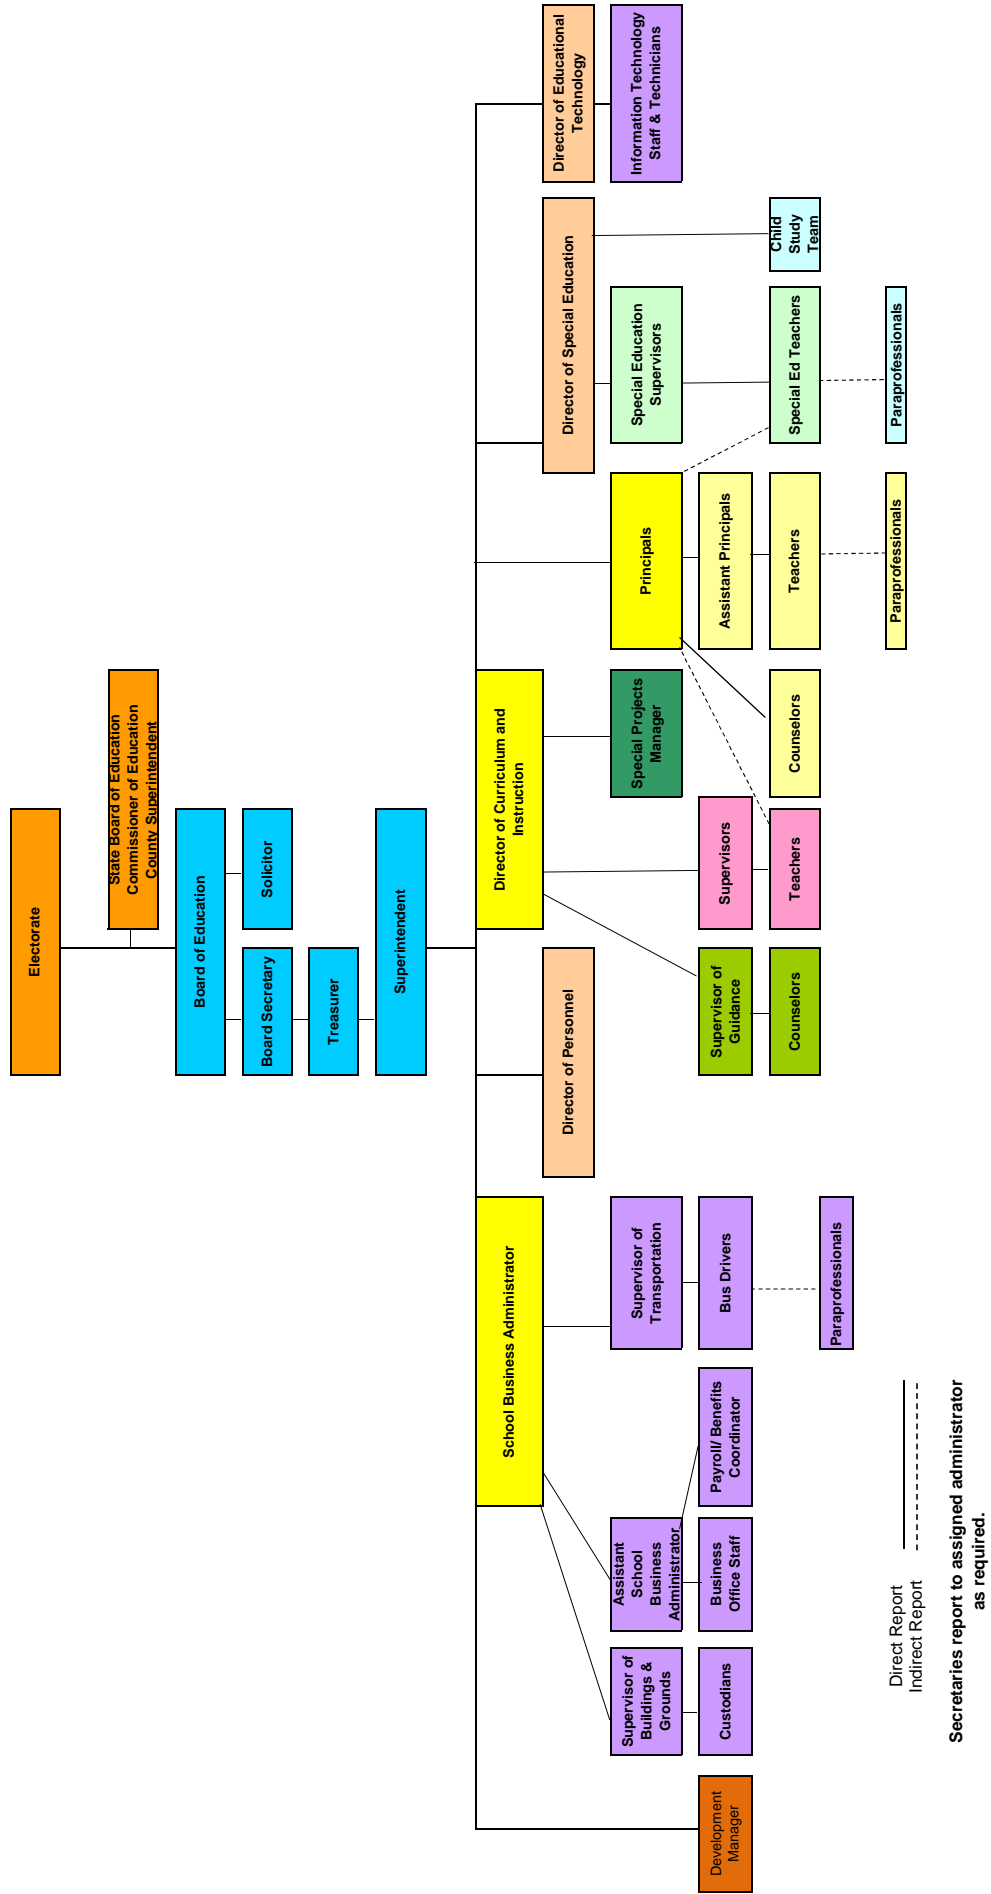 Electorate
State Board of Education
Commissioner of Education
County Superintendent
Board of Education
Board Secretary
Solicitor
Treasurer
Superintendent
School Business Administrator
Director of Curriculum and
Instruction
Director of Personnel
Director of Special Education
Director of Educational
Technology
Supervisor of
Buildings &
Grounds
Assistant
School
Business
Administrator
Supervisor of
Transportation
Special Projects
Manager
Principals
Special Education
Supervisors
Information Technology
Staff & Technicians
Development
Manager
Custodians
Business
Office Staff
Payroll/ Benefits
Coordinator
Bus Drivers
Supervisor of
Guidance
Supervisors
Assistant Principals
Counselors
Teachers
Counselors
Teachers
Special Ed Teachers
Child
Study
Team
Paraprofessionals
Paraprofessionals
Paraprofessionals
Direct Report
Indirect Report
Secretaries report to assigned administrator
as required.